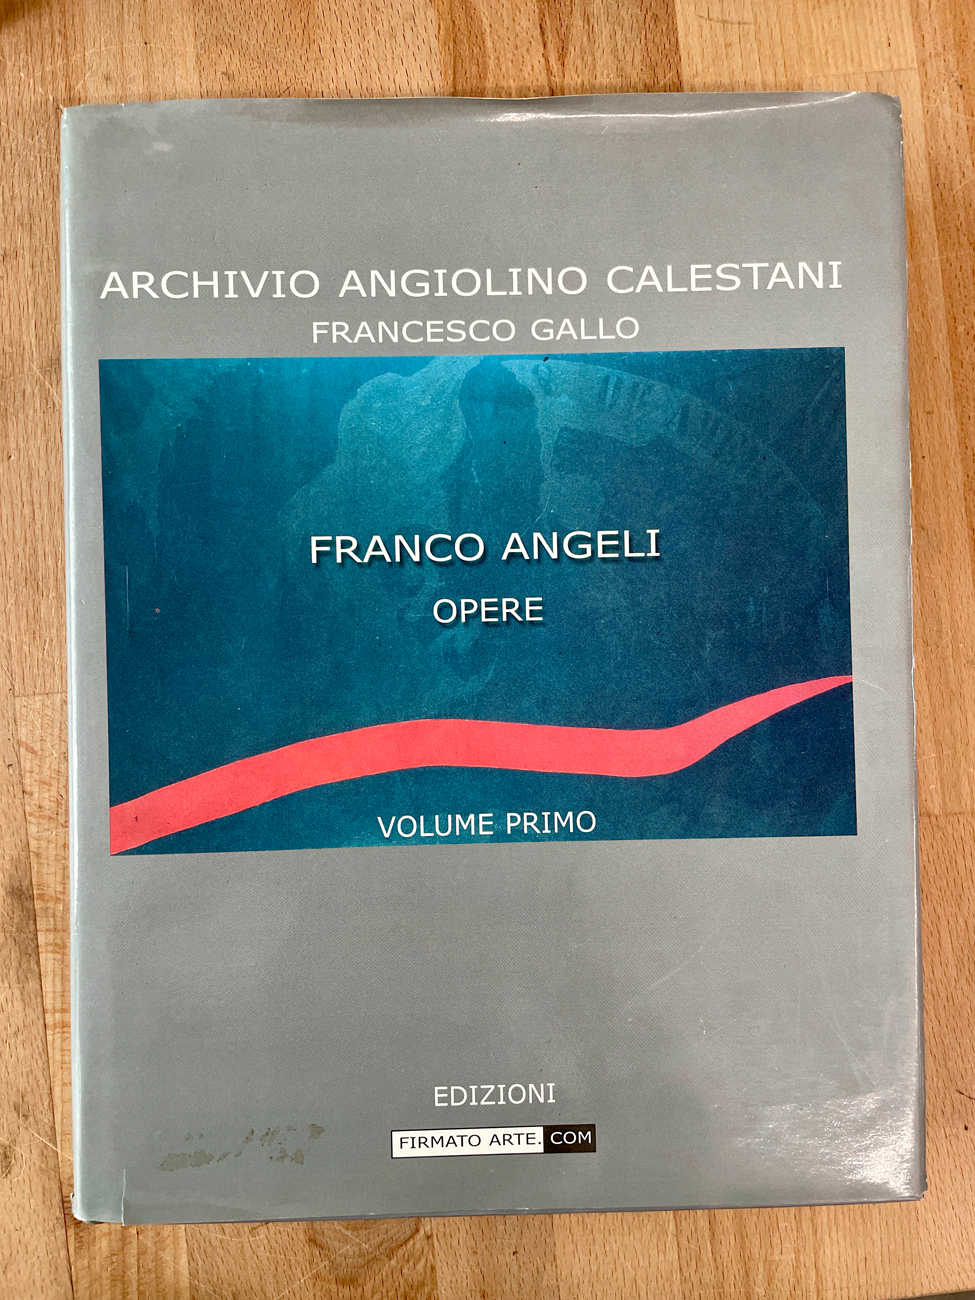 ARCHIVIO ANGIOLINO CALESTANI
FRANCESCO GALLO
FRANCO ANGELI
OPERE
VOLUME PRIMO
EDIZIONI
FIRMATO ARTE.COM